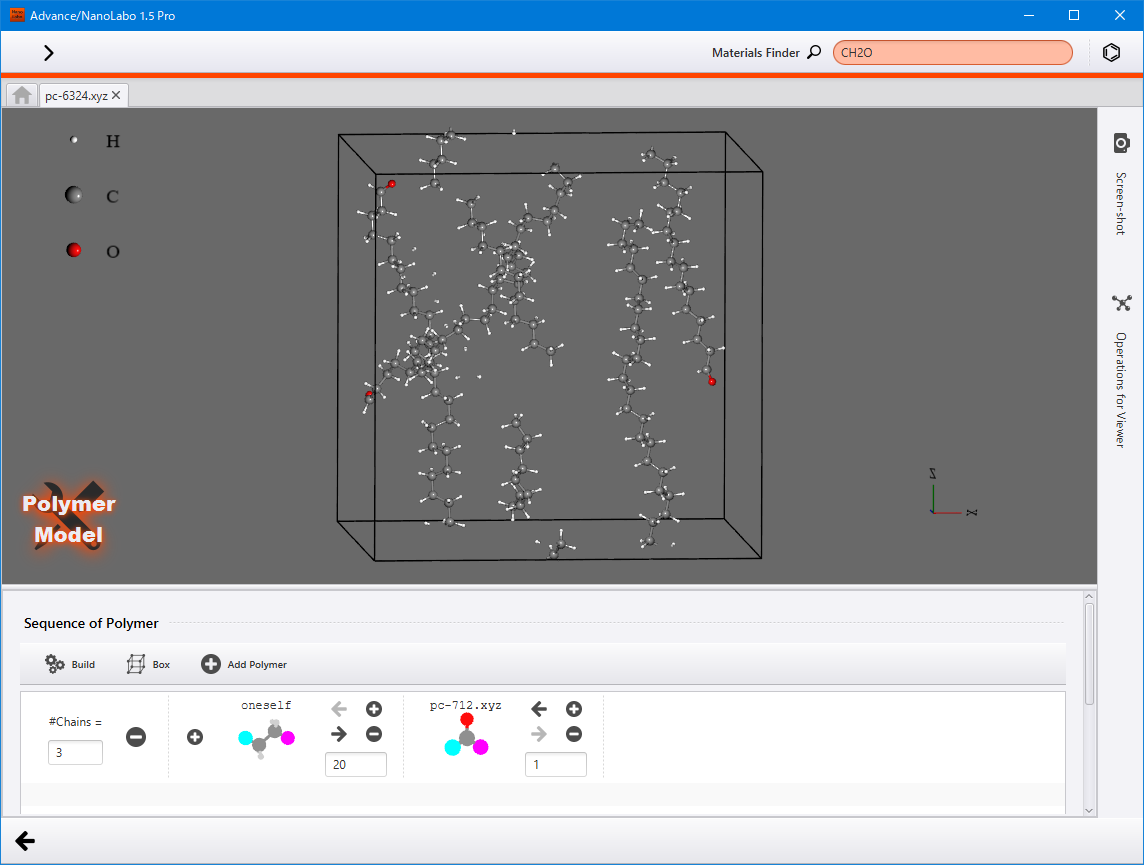 Advance/NanoLabo 1.5 Pro
Materials Finder
CH2O
pc-6324.xyz
H
C
O
Screen-shot
Operations for Viewer
Z
X
Polymer
Model
Sequence of Polymer
Build
Box
Add Polymer
#Chains =
3
oneself
20
pc-712.xyz
1